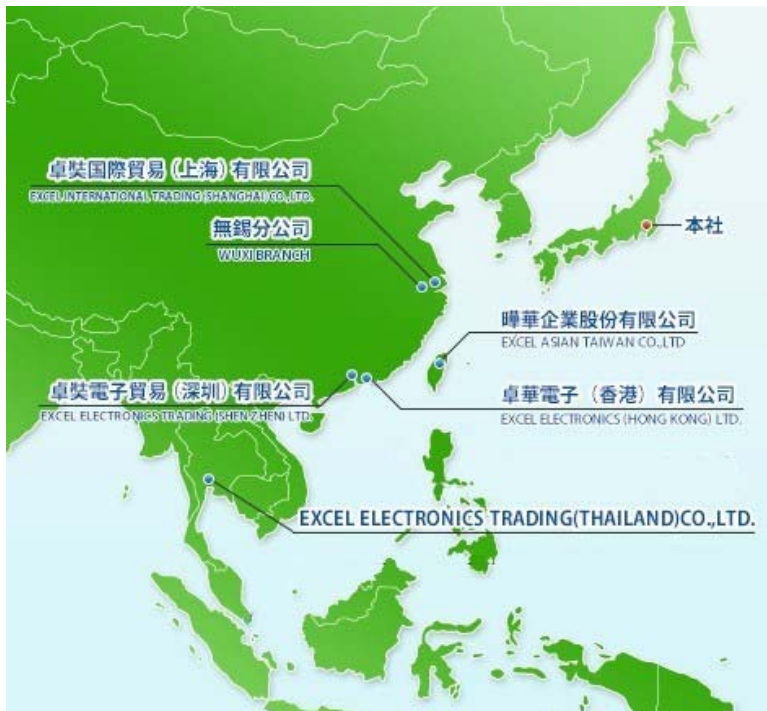 卓奘国際貿易（上海）有限公司
EXCEL INTERNATIONAL TRADING (SHANGHAI) CO.,LTD.
無錫分公司
WUXI BRANCH
本社
曄華企業股份有限公司
EXCEL ASIAN TAIWAN CO.,LTD
卓奘電子貿易（深圳）有限公司
EXCEL ELECTRONICS TRADING (SHEN ZHEN) LTD.
卓華電子（香港）有限公司
EXCEL ELECTRONICS (HONG KONG) LTD.
EXCEL ELECTRONICS TRADING(THAILAND)CO.,LTD.